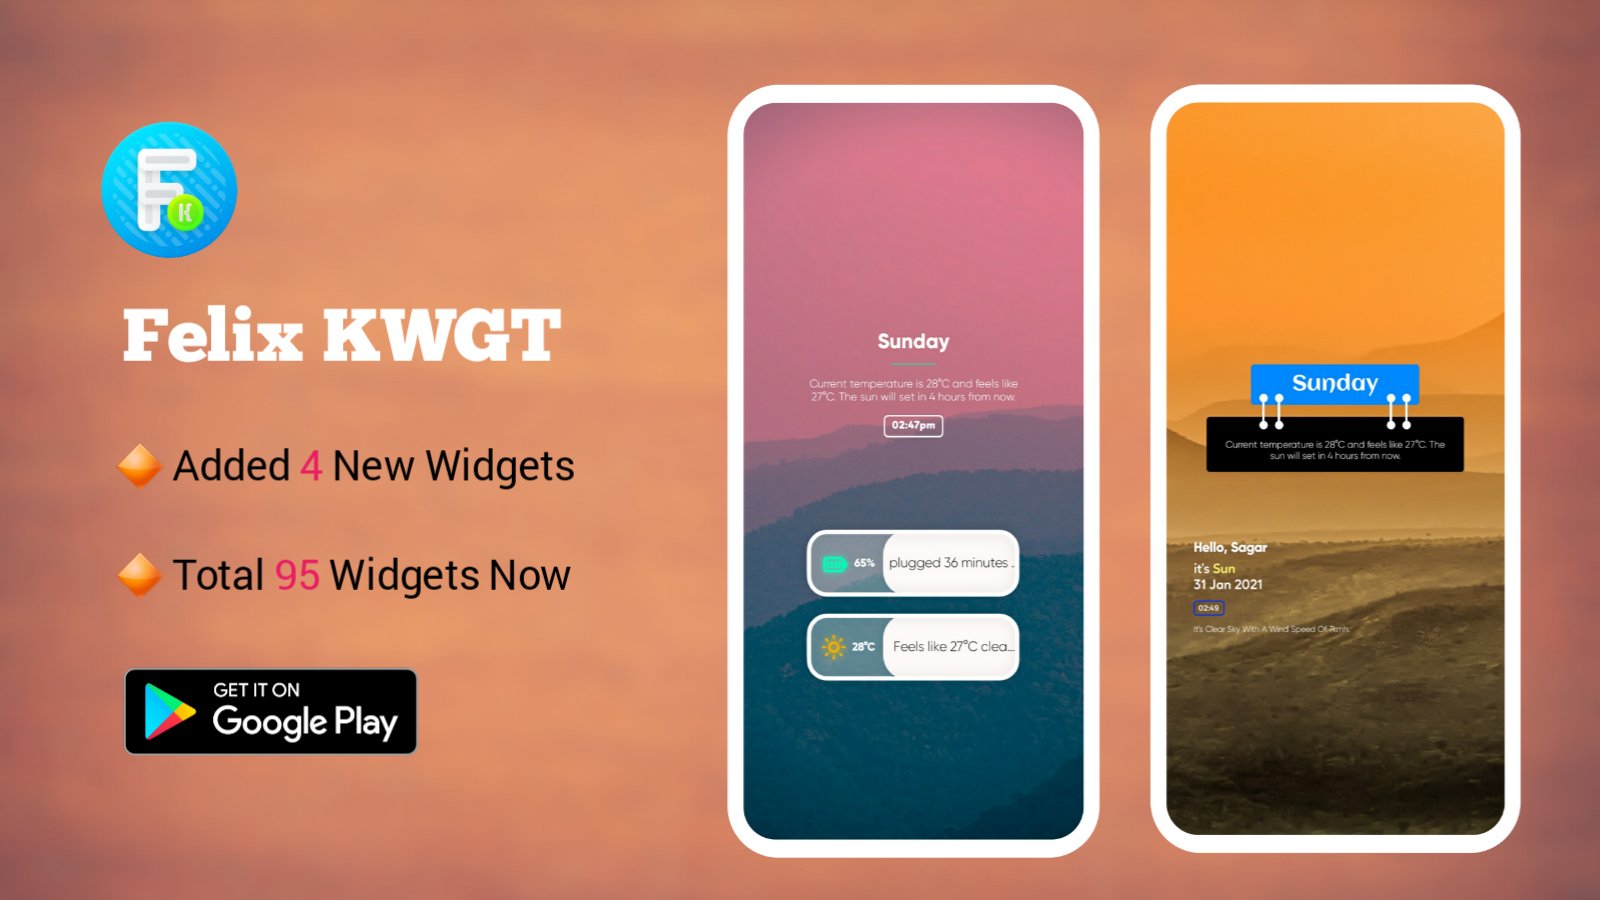 F
K
Felix KWGT
Added 4 New Widgets
Total 95 Widgets Now
GET IT ON
Google Play
Sunday
Current temperature is 28°C and feels like
27°C. The sun will set in 4 hours from now.
02:47pm
65% plugged 36 minutes .
28°C Feels like 27°C clea...
Sunday
Current temperature is 28°C and feels like 27°C. The
sun will set in 4 hours from now.
Hello, Sagar
it's Sun
31 Jan 2021
02:49
It's Clear Sky With A Wind Speed Of 7kmh.